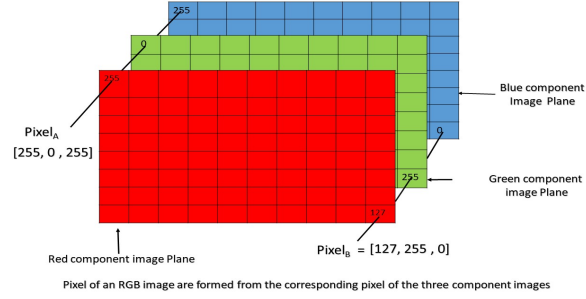 255
0
255
Blue component
Image  Plane
Pixel_A
[255, 0 , 255]
0
255
Green component
image Plane
127
Pixel_B = [127, 255 , 0]
Red component image Plane
Pixel of an RGB image are formed from the corresponding pixel of the three component images